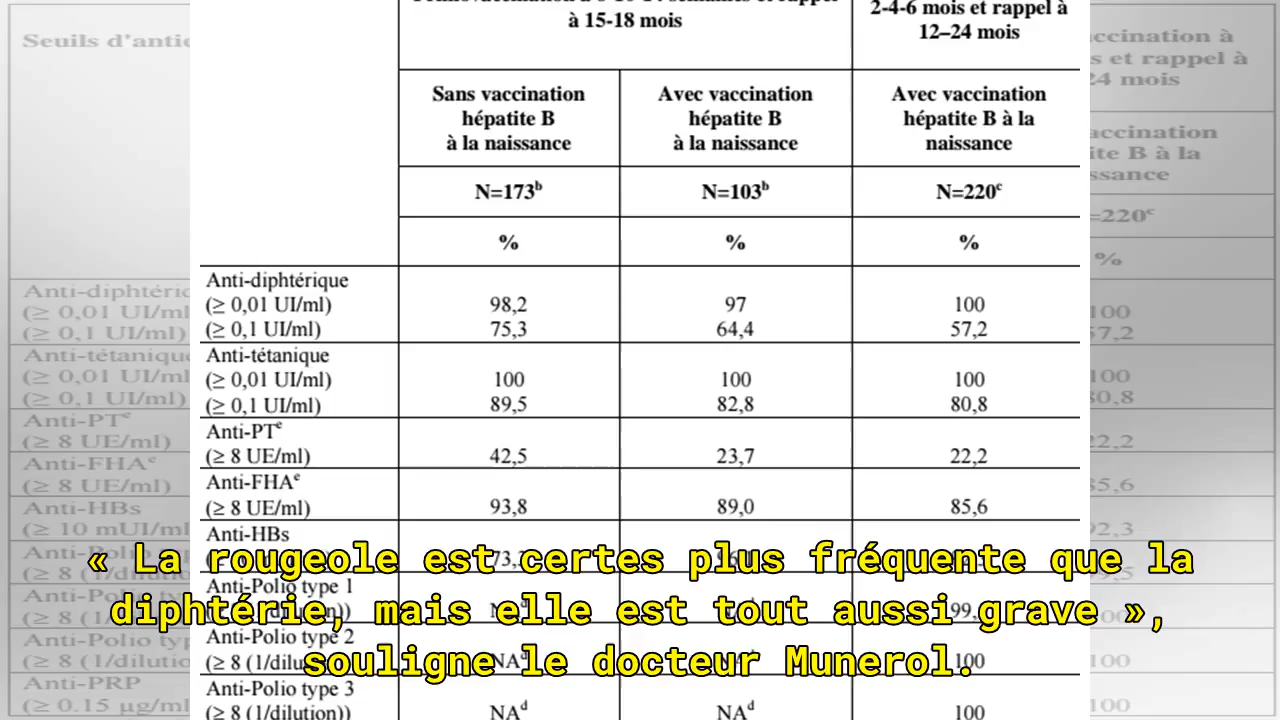 à 15-18 mois
2-4-6 mois et rappel à
12–24 mois
Sans vaccination
hépatite B
à la naissance
Avec vaccination
hépatite B
à la naissance
Avec vaccination
hépatite B à la
naissance
N=173b
N=103b
N=220c
% % %
Anti-diphtérique
(≥ 0,01 UI/ml) 98,2 97 100
(≥ 0,1 UI/ml) 75,3 64,4 57,2
Anti-tétanique
(≥ 0,01 UI/ml) 100 100 100
(≥ 0,1 UI/ml) 89,5 82,8 80,8
Anti-PTe
(≥ 8 UE/ml) 42,5 23,7 22,2
Anti-FHAe
(≥ 8 UE/ml) 93,8 89,0 85,6
Anti-HBs
Anti-Polio type 1
Anti-Polio type 2
(≥ 8 (1/dilu NAd 100
Anti-Polio type 3
(≥ 8 (1/dilution)) NAd NAd 100
« La rougeole est certes plus fréquente que la
diphtérie, mais elle est tout aussi grave »,
souligne le docteur Munerol.